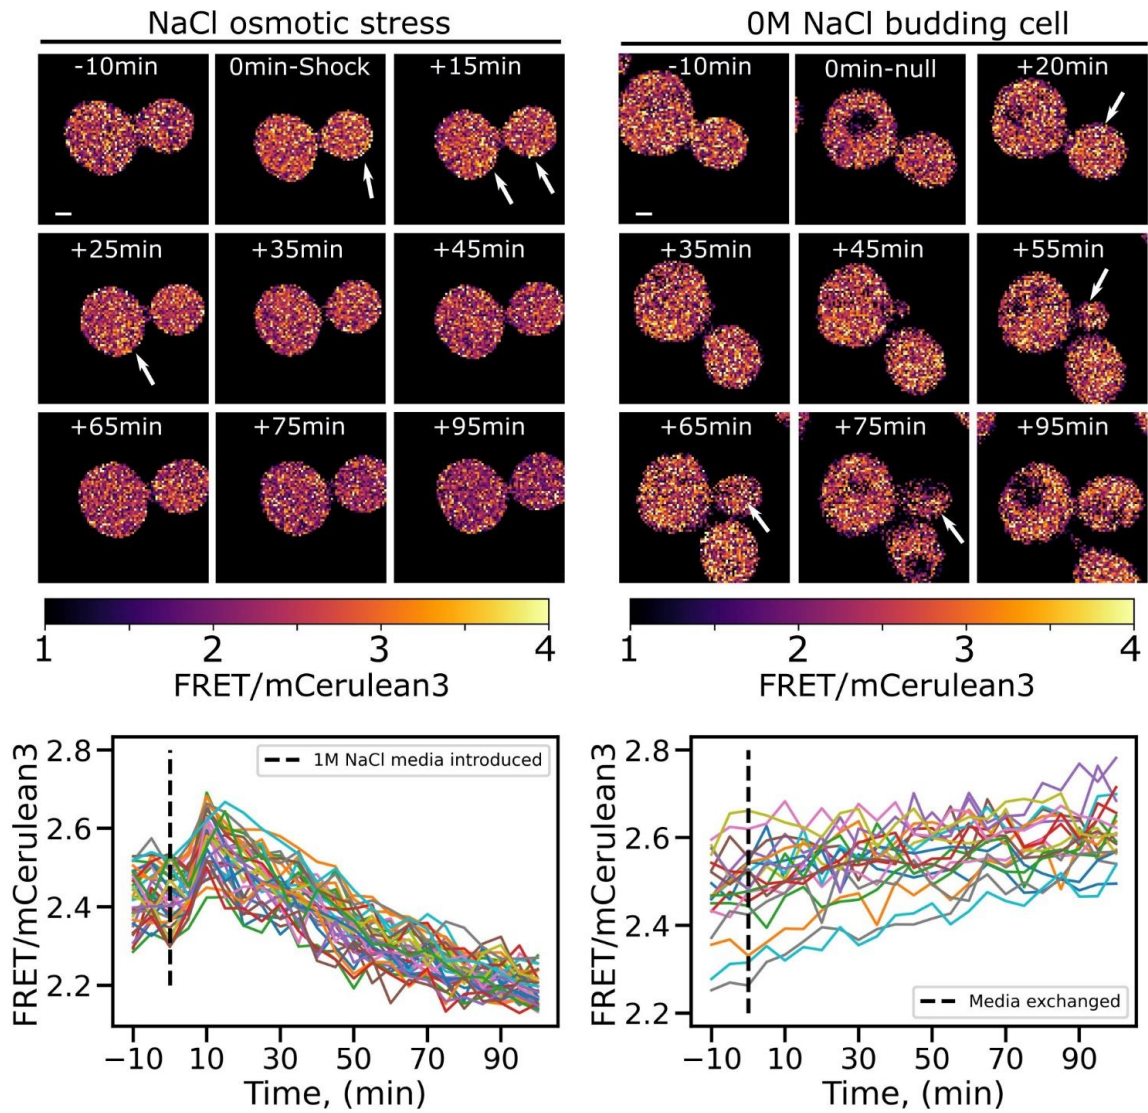 NaCl osmotic stress
0M NaCl budding cell
-10min
0min-Shock
+15min
-10min
0min-null
+20min
+25min
+35min
+45min
+35min
+45min
+55min
+65min
+75min
+95min
+65min
+75min
+95min
1 2 3 4
FRET/mCerulean3
1 2 3 4
FRET/mCerulean3
2.8
2.6
2.4
2.2
FRET/mCerulean3
1M NaCl media introduced
−10 10 30 50 70 90
Time, (min)
2.8
2.6
2.4
2.2
FRET/mCerulean3
Media exchanged
−10 10 30 50 70 90
Time, (min)